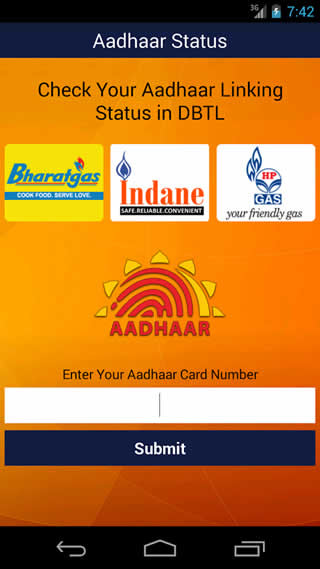 3G 7:42
Aadhaar Status
Check Your Aadhaar Linking
Status in DBTL
Bharatgas
COOK FOOD. SERVE LOVE.
Indane
SAFE.RELIABLE.CONVENIENT
HP
GAS
your friendly gas
AADHAAR
Enter Your Aadhaar Card Number
Submit